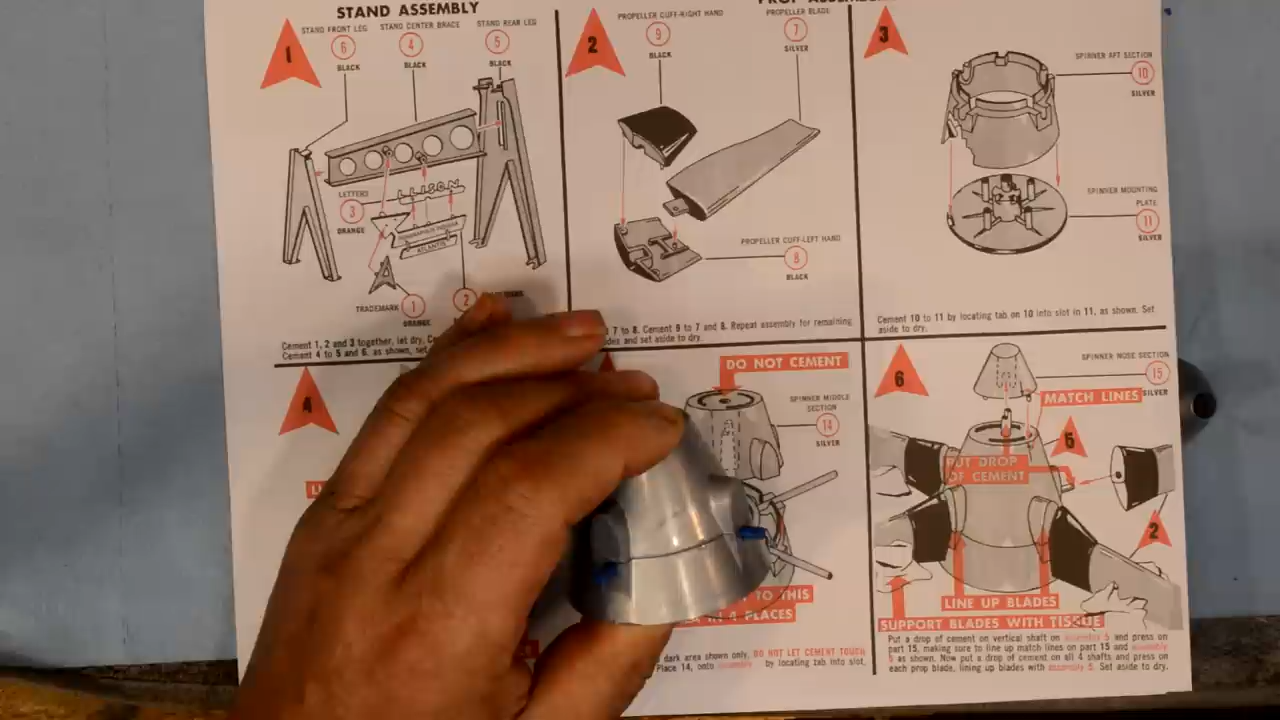 STAND ASSEMBLY
1
STAND FRONT LEG
6
BLACK
STAND CENTER BRACE
4
BLACK
STAND REAR LEG
5
BLACK
LETTERS
3
ORANGE
ATLANTIS
TRADEMARK
1
ORANGE
2
Cement 1, 2 and 3 together, let dry,
Cement 4 to 5 and 6, as shown, set
2
PROPELLER CUFF-RIGHT HAND
9
BLACK
PROPELLER BLADE
7
SILVER
PROPELLER CUFF-LEFT HAND
8
BLACK
7 to 8. Cement 9 to 7 and 8. Repeat assembly for remaining
and set aside to dry.
3
SPINNER AFT SECTION
10
SILVER
SPINNER MOUNTING
PLATE
11
SILVER
Cement 10 to 11 by locating tab on 10 into slot in 11, as shown. Set
aside to dry.
4
DO NOT CEMENT
SPINNER MIDDLE
SECTION
14
SILVER
TO THIS
IN 4 PLACES
dark area shown only, DO NOT LET CEMENT TOUCH
Place 14, onto assembly by locating tab into slot,
6
SPINNER NOSE SECTION
15
SILVER
MATCH LINES
5
PUT DROP
OF CEMENT
2
LINE UP BLADES
SUPPORT BLADES WITH TISSUE
Put a drop of cement on vertical shaft on assembly 5 and press on
part 15, making sure to line up match lines on part 15 and assembly
5 as shown. Now put a drop of cement on all 4 shafts and press on
each prop blade, lining up blades with assembly 5. Set aside to dry.